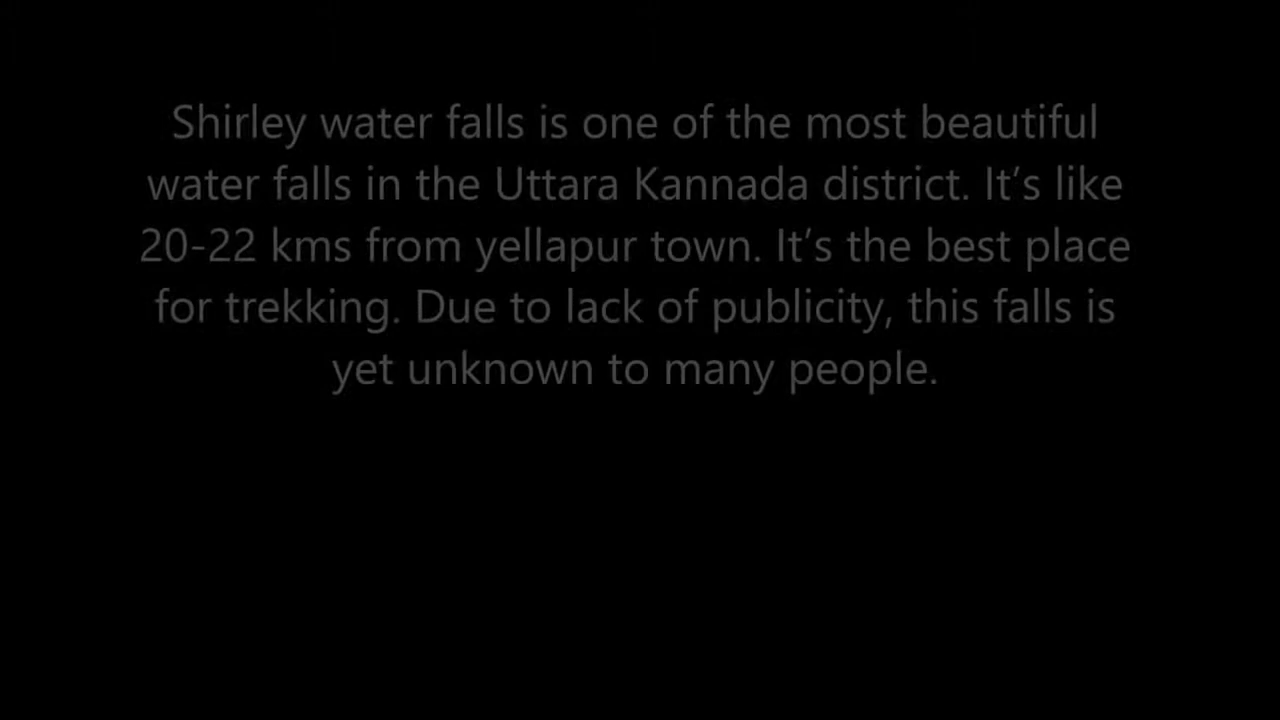 Shirley water falls is one of the most beautiful
water falls in the Uttara Kannada district. It’s like
20-22 kms from yellapur town. It’s the best place
for trekking. Due to lack of publicity, this falls is
yet unknown to many people.